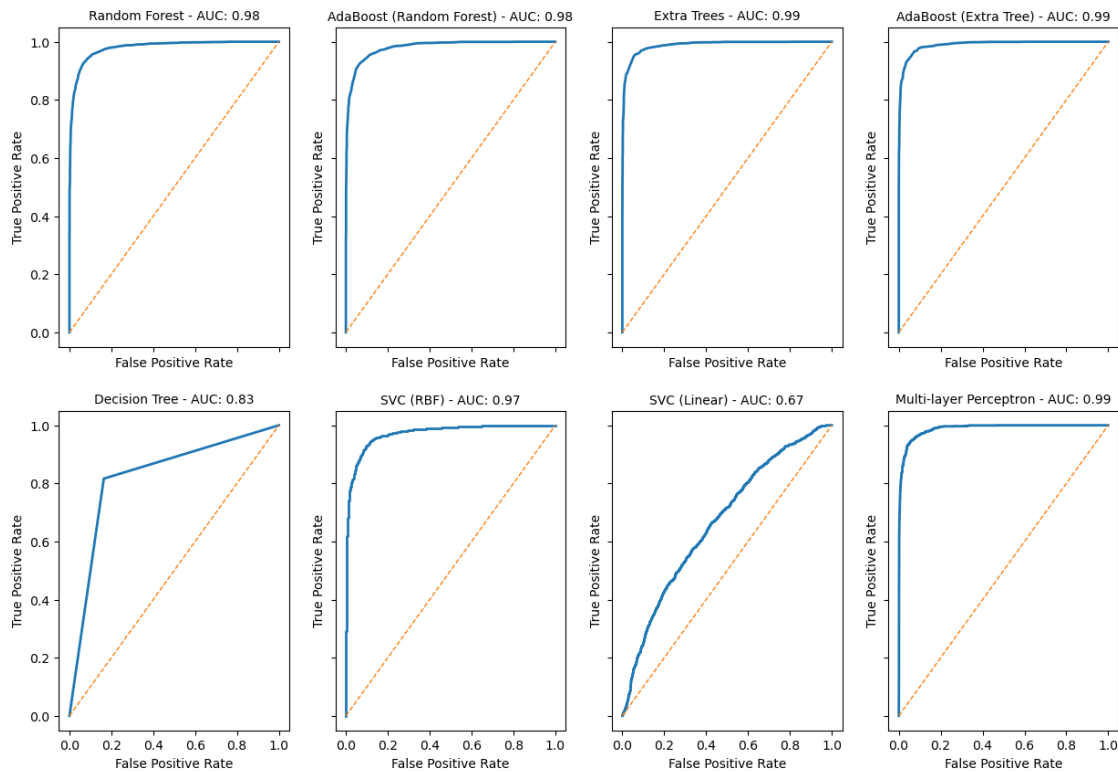 Random Forest - AUC: 0.98
AdaBoost (Random Forest) - AUC: 0.98
Extra Trees - AUC: 0.99
AdaBoost (Extra Tree) - AUC: 0.99
True Positive Rate
1.0
0.8
0.6
0.4
0.2
0.0
True Positive Rate
True Positive Rate
True Positive Rate
False Positive Rate
False Positive Rate
False Positive Rate
False Positive Rate
Decision Tree - AUC: 0.83
SVC (RBF) - AUC: 0.97
SVC (Linear) - AUC: 0.67
Multi-layer Perceptron - AUC: 0.99
True Positive Rate
1.0
0.8
0.6
0.4
0.2
0.0
True Positive Rate
True Positive Rate
True Positive Rate
0.0 0.2 0.4 0.6 0.8 1.0
0.0 0.2 0.4 0.6 0.8 1.0
0.0 0.2 0.4 0.6 0.8 1.0
0.0 0.2 0.4 0.6 0.8 1.0
False Positive Rate
False Positive Rate
False Positive Rate
False Positive Rate